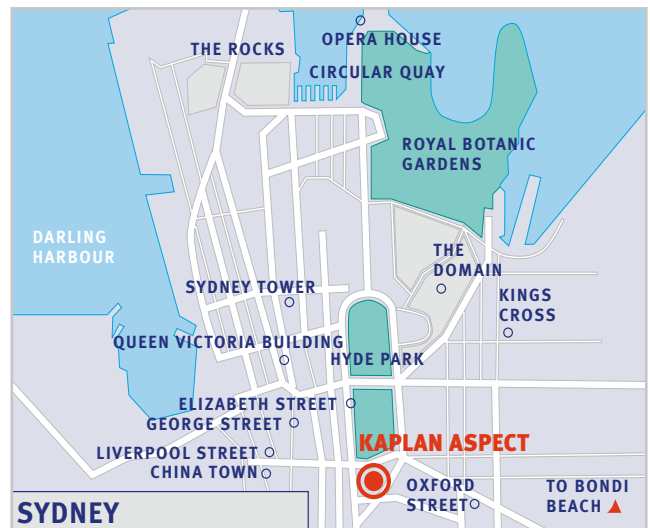 OPERA HOUSE
THE ROCKS
CIRCULAR QUAY
ROYAL BOTANIC
GARDENS
DARLING
HARBOUR
THE
DOMAIN
SYDNEY TOWER
KINGS
CROSS
QUEEN VICTORIA BUILDING
HYDE PARK
ELIZABETH STREET
GEORGE STREET
KAPLAN ASPECT
LIVERPOOL STREET
CHINA TOWN
OXFORD
STREET
TO BONDI
BEACH
SYDNEY